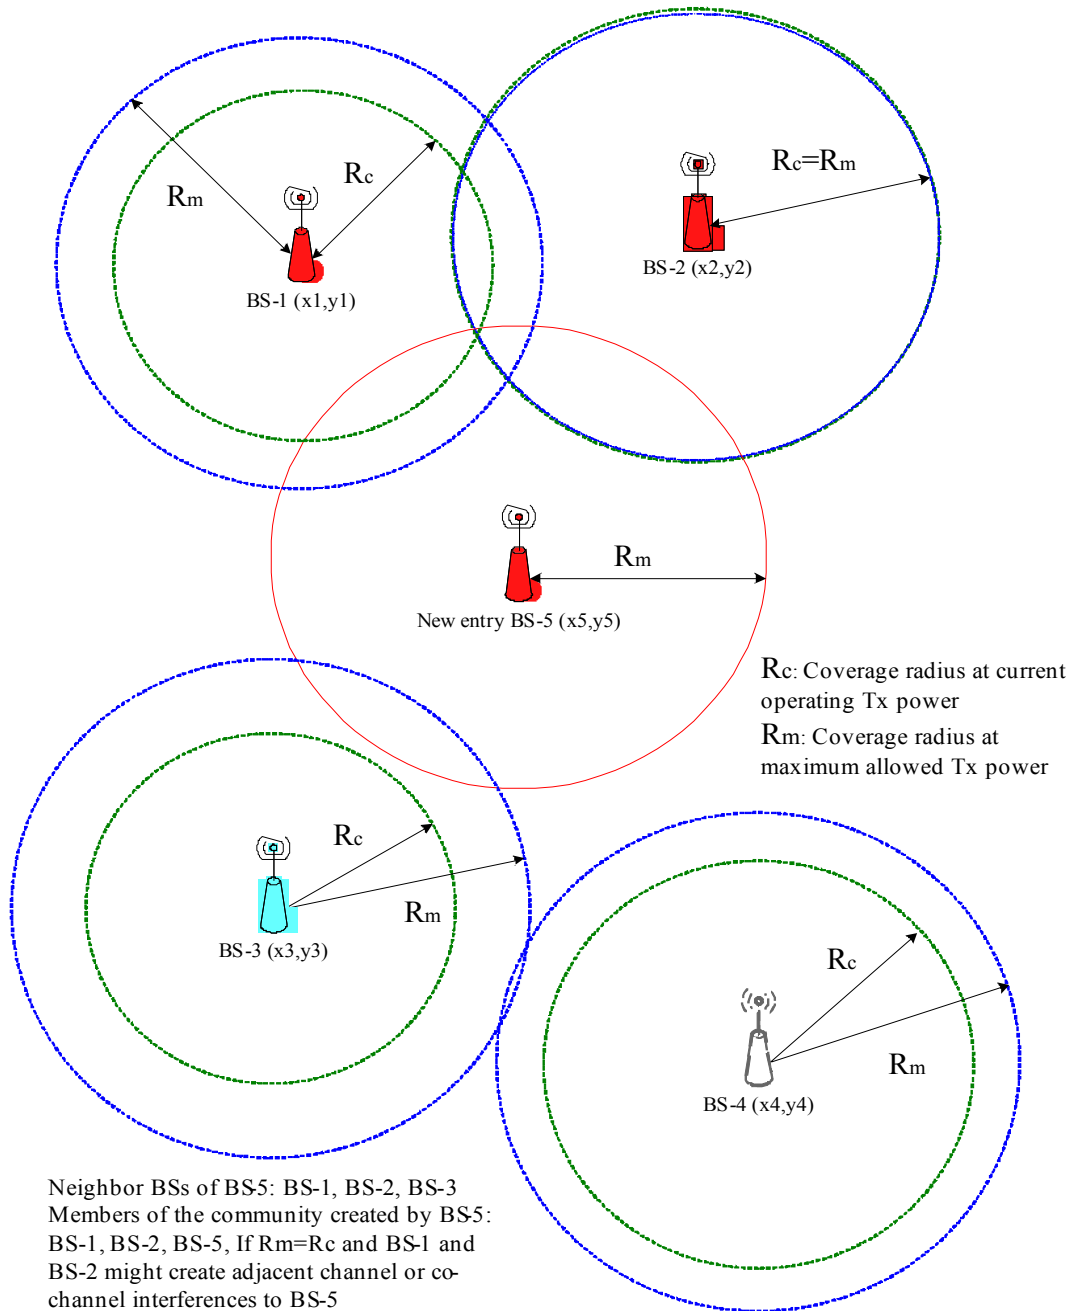 Rm
Rc
BS-1 (x1,y1)
Rc=Rm
BS-2 (x2,y2)
Rm
New entry BS-5 (x5,y5)
Rc: Coverage radius at current
operating Tx power
Rm: Coverage radius at
maximum allowed Tx power
Rc
Rm
BS-3 (x3,y3)
Rc
Rm
BS-4 (x4,y4)
Neighbor BSs of BS-5: BS-1, BS-2, BS-3
Members of the community created by BS-5:
BS-1, BS-2, BS-5, If Rm=Rc and BS-1 and
BS-2 might create adjacent channel or co-
channel interferences to BS-5